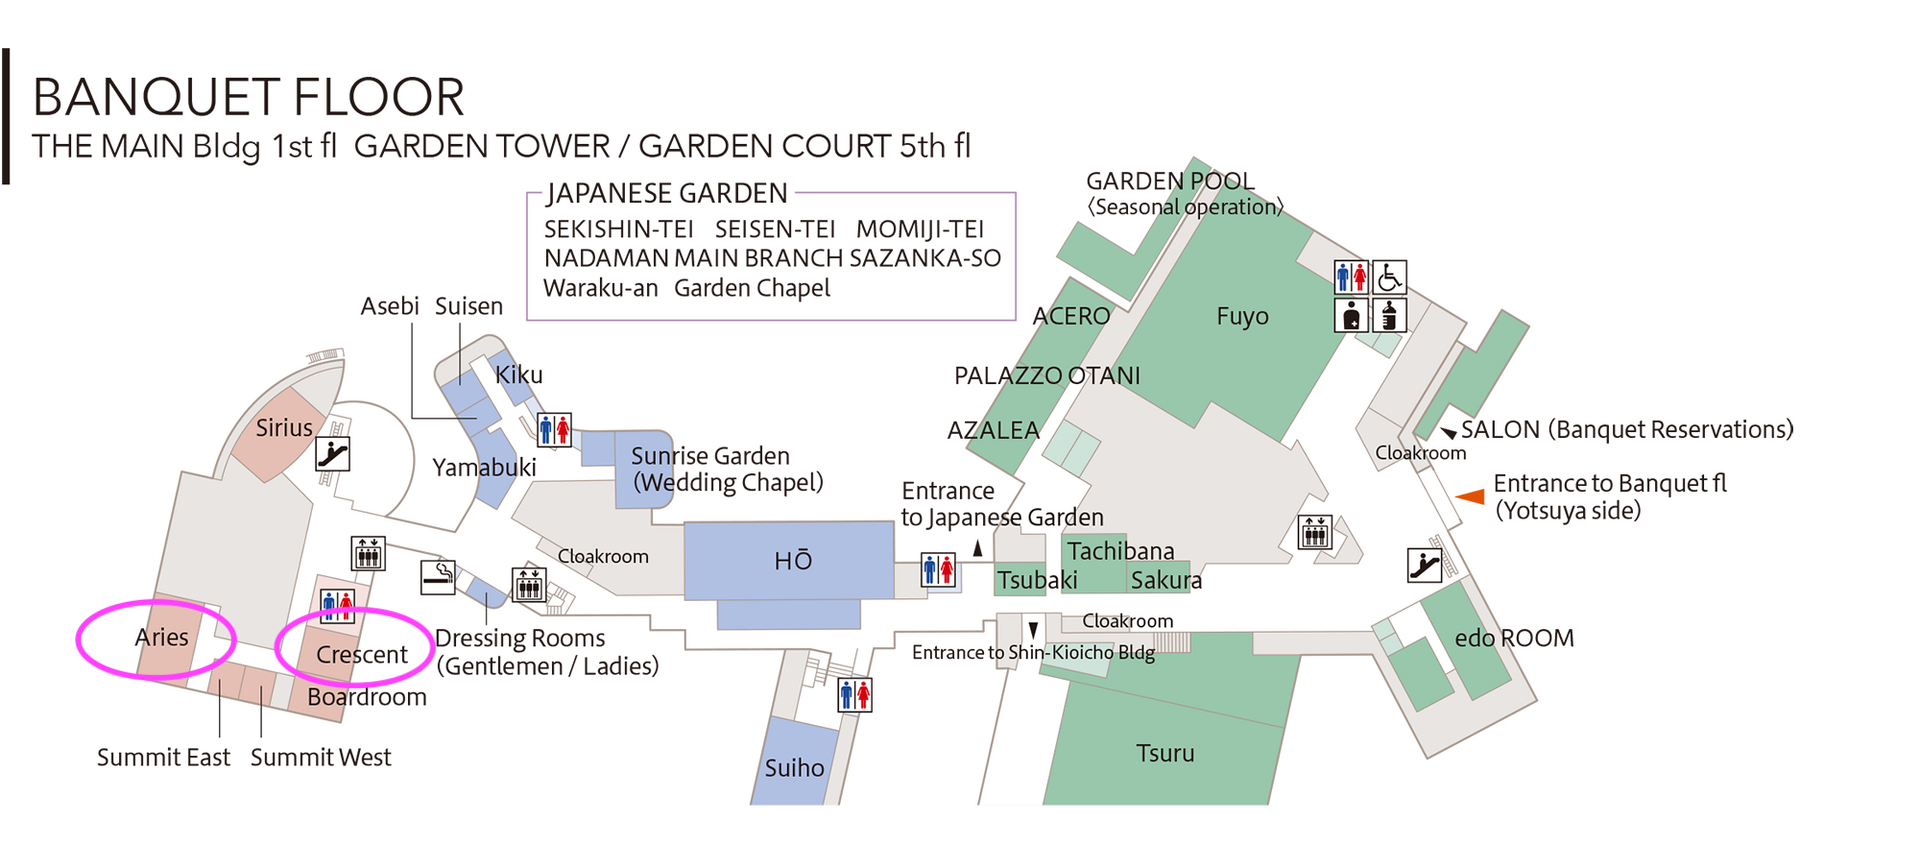 BANQUET FLOOR
THE MAIN Bldg 1st fl  GARDEN TOWER / GARDEN COURT 5th fl
JAPANESE GARDEN
SEKISHIN-TEI  SEISEN-TEI  MOMIJI-TEI
NADAMAN MAIN BRANCH SAZANKA-SO
Waraku-an  Garden Chapel
GARDEN POOL
〈Seasonal operation〉
Asebi
Suisen
Kiku
Sirius
Yamabuki
Sunrise Garden
(Wedding Chapel)
ACERO
PALAZZO OTANI
AZALEA
Fuyo
SALON (Banquet Reservations)
Cloakroom
Entrance to Banquet fl
(Yotsuya side)
Entrance
to Japanese Garden
Cloakroom
HŌ
Tachibana
Tsubaki
Sakura
Aries
Crescent
Boardroom
Dressing Rooms
(Gentlemen / Ladies)
Cloakroom
Entrance to Shin-Kioicho Bldg
edo ROOM
Summit East
Summit West
Suiho
Tsuru